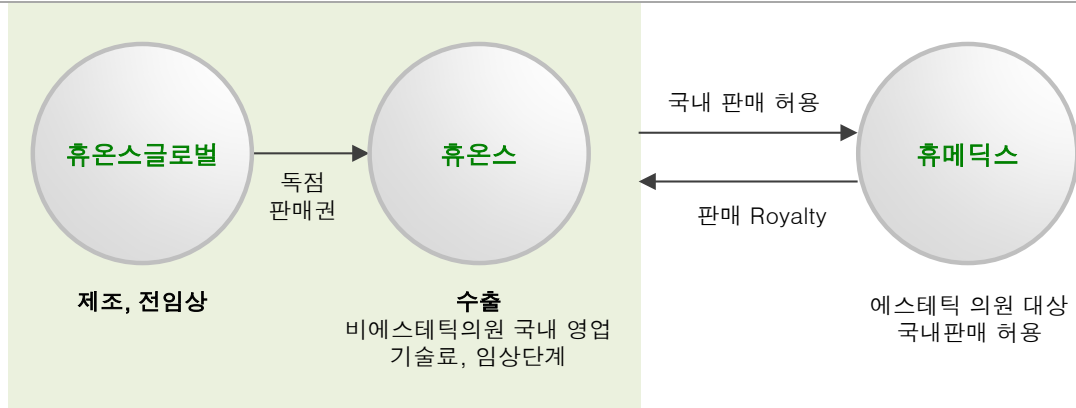 휴온스글로벌
독점
판매권
휴온스
국내 판매 허용
판매 Royalty
휴메딕스
제조, 전임상
수출
비에스테틱의원 국내 영업
기술료, 임상단계
에스테틱 의원 대상
국내판매 허용